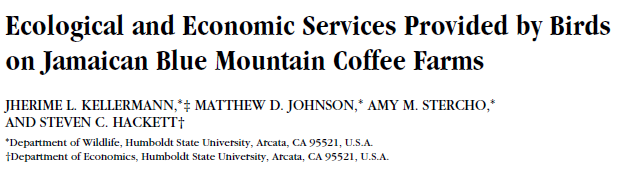 Ecological and Economic Services Provided by Birds
on Jamaican Blue Mountain Coffee Farms
JHERIME L. KELLERMANN,*‡ MATTHEW D. JOHNSON,* AMY M. STERCHO,*
AND STEVEN C. HACKETT†
*Department of Wildlife, Humboldt State University, Arcata, CA 95521, U.S.A.
†Department of Economics, Humboldt State University, Arcata, CA 95521, U.S.A.